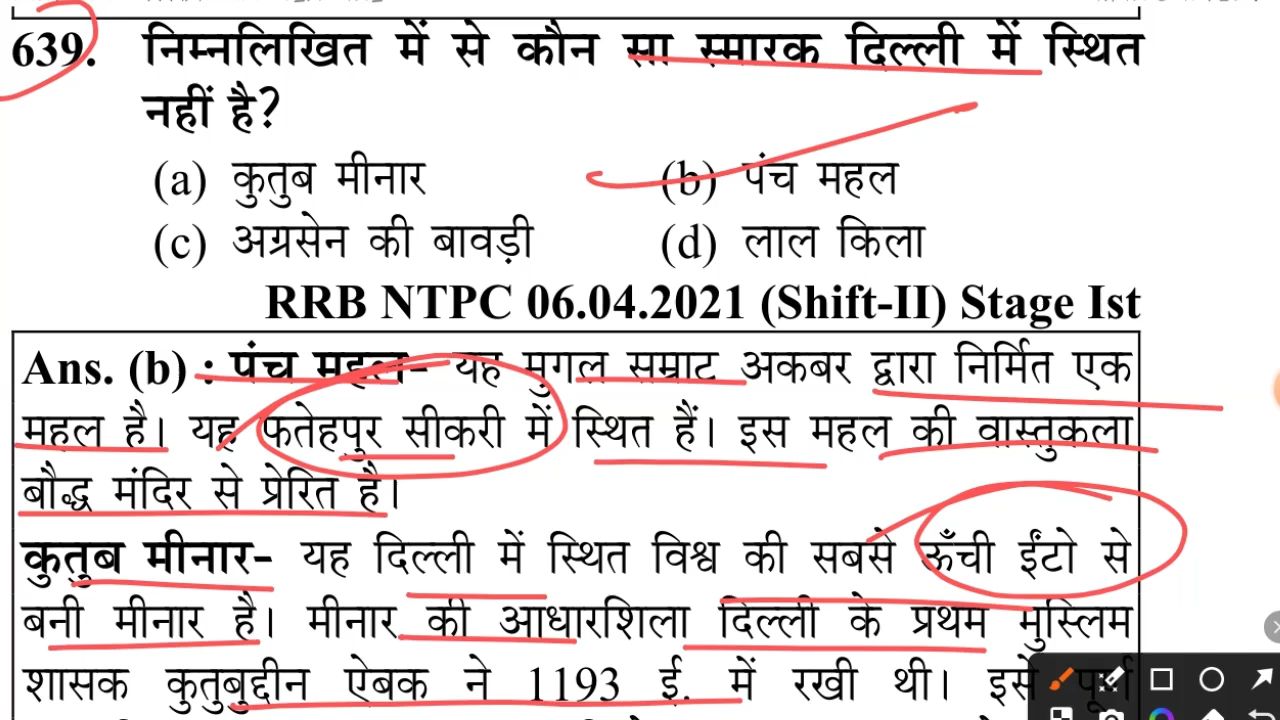 639. निम्नलिखित में से कौन सा स्मारक दिल्ली में स्थित
नहीं है?
(a) कुतुब मीनार (b) पंच महल
(c) अग्रसेन की बावड़ी (d) लाल किला
RRB NTPC 06.04.2021 (Shift-II) Stage Ist
Ans. (b) : पंच महल- यह मुगल सम्राट अकबर द्वारा निर्मित एक
महल है। यह फतेहपुर सीकरी में स्थित हैं। इस महल की वास्तुकला
बौद्ध मंदिर से प्रेरित है।
कुतुब मीनार- यह दिल्ली में स्थित विश्व की सबसे ऊँची ईंटो से
बनी मीनार है। मीनार की आधारशिला दिल्ली के प्रथम मुस्लिम
शासक कुतुबुद्दीन ऐबक ने 1193 ई. में रखी थी। इसे